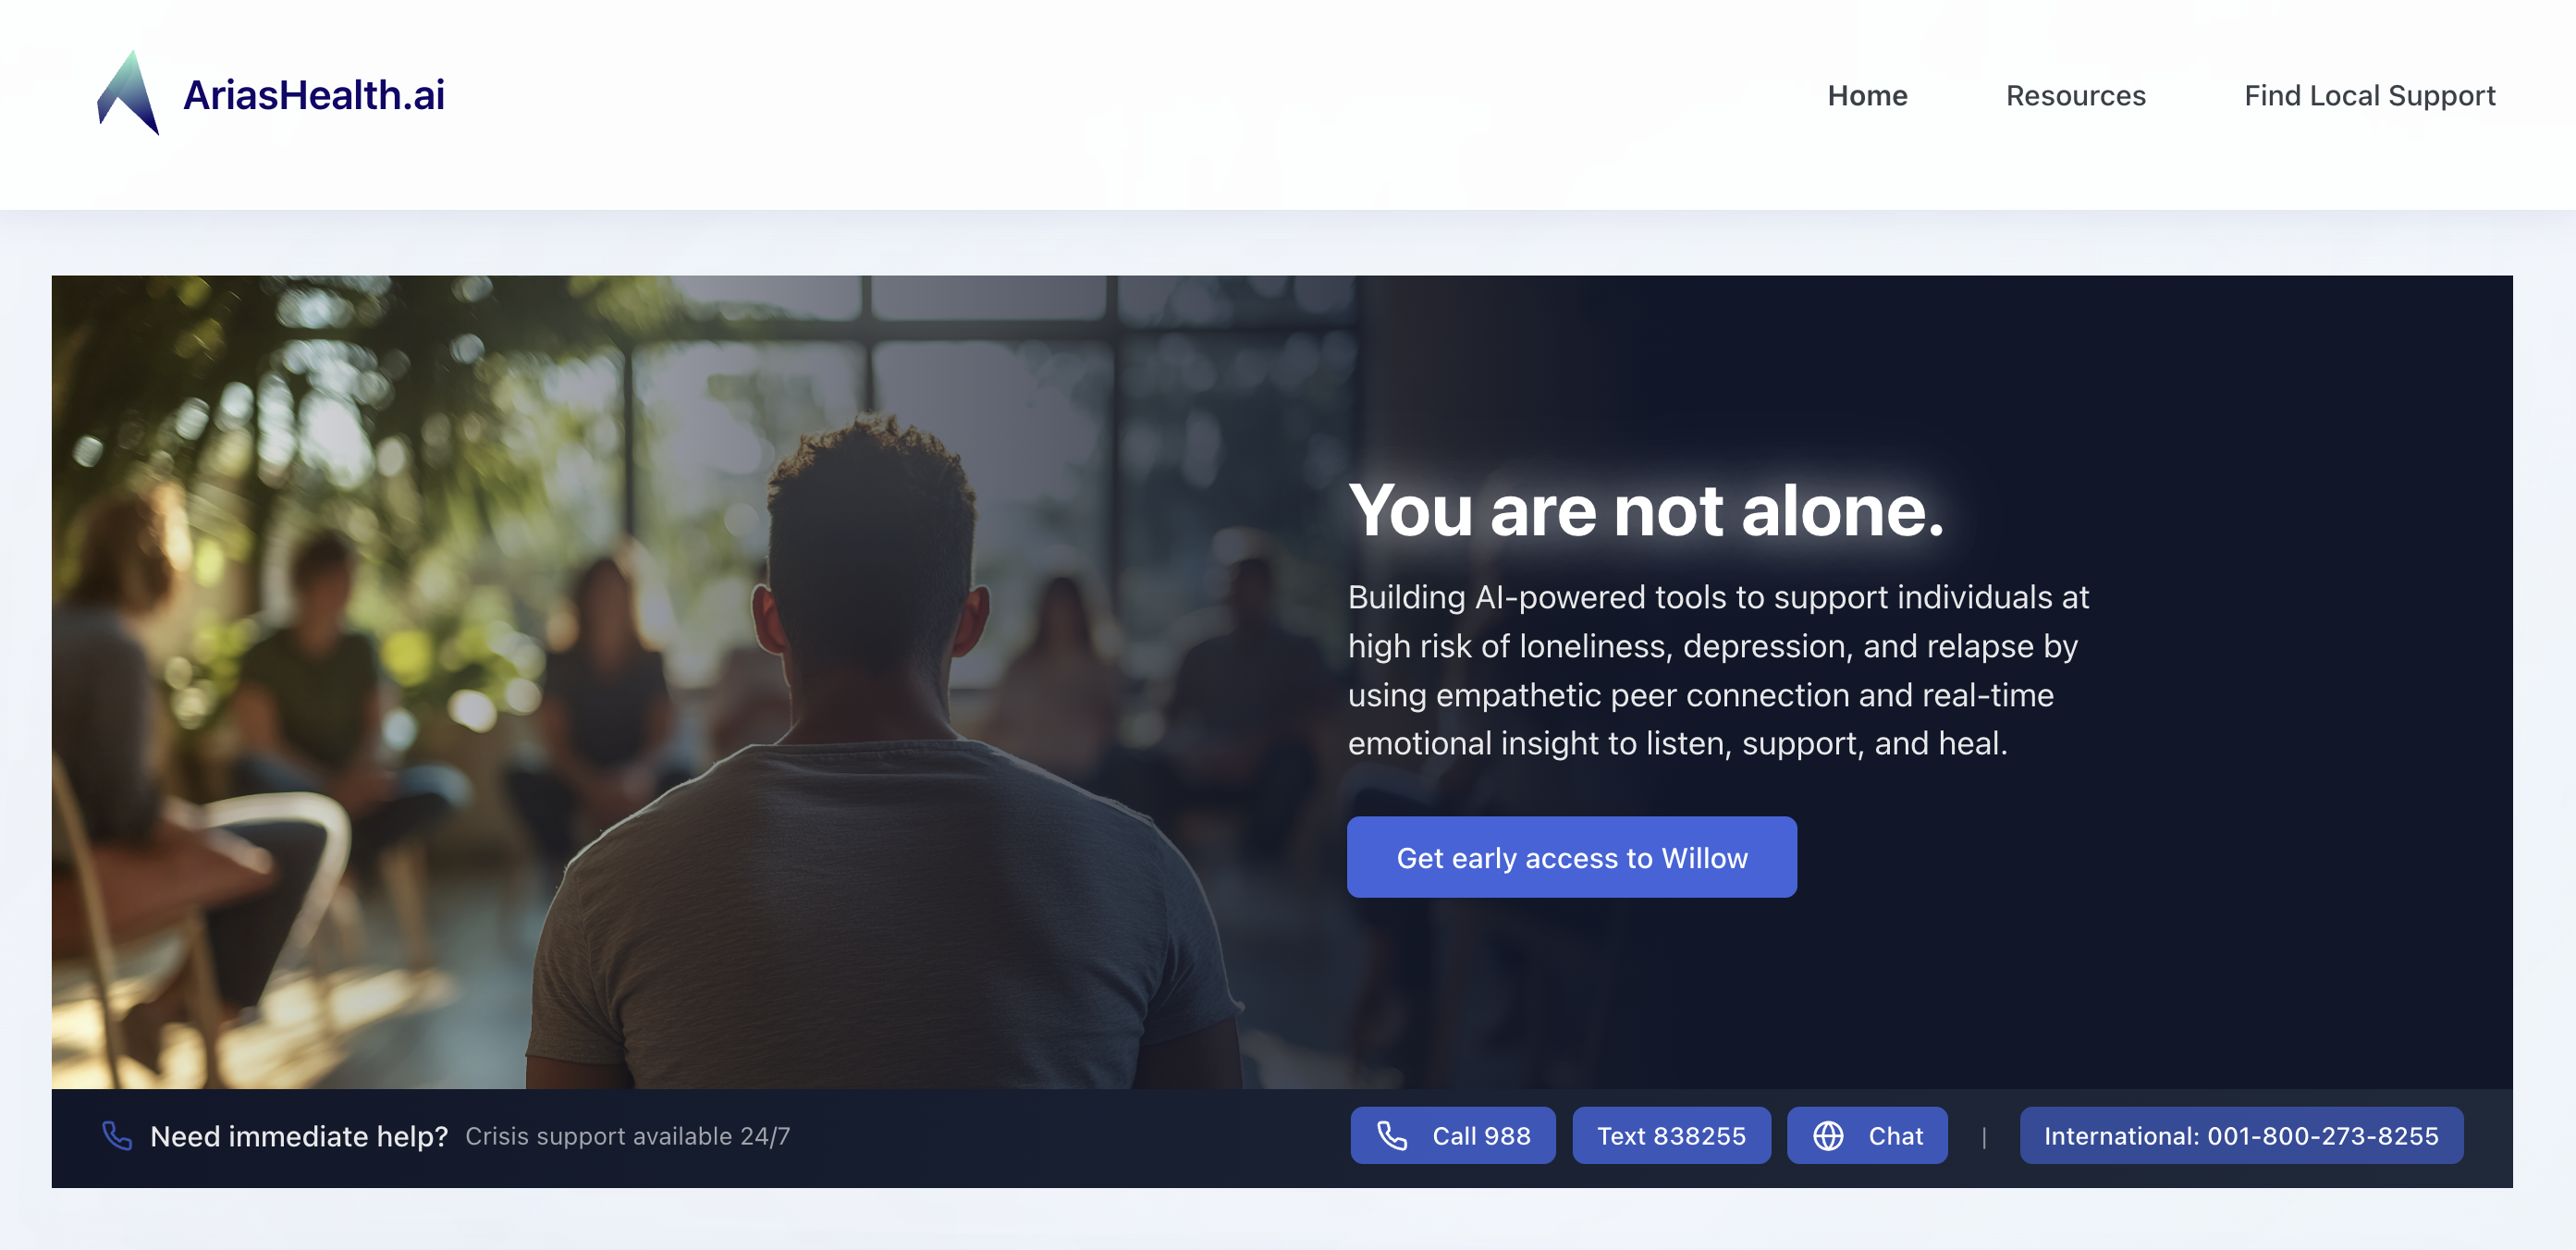 AriasHealth.ai
Home
Resources
Find Local Support
You are not alone.
Building AI-powered tools to support individuals at
high risk of loneliness, depression, and relapse by
using empathetic peer connection and real-time
emotional insight to listen, support, and heal.
Get early access to Willow
Need immediate help? Crisis support available 24/7
Call 988
Text 838255
Chat
|
International: 001-800-273-8255